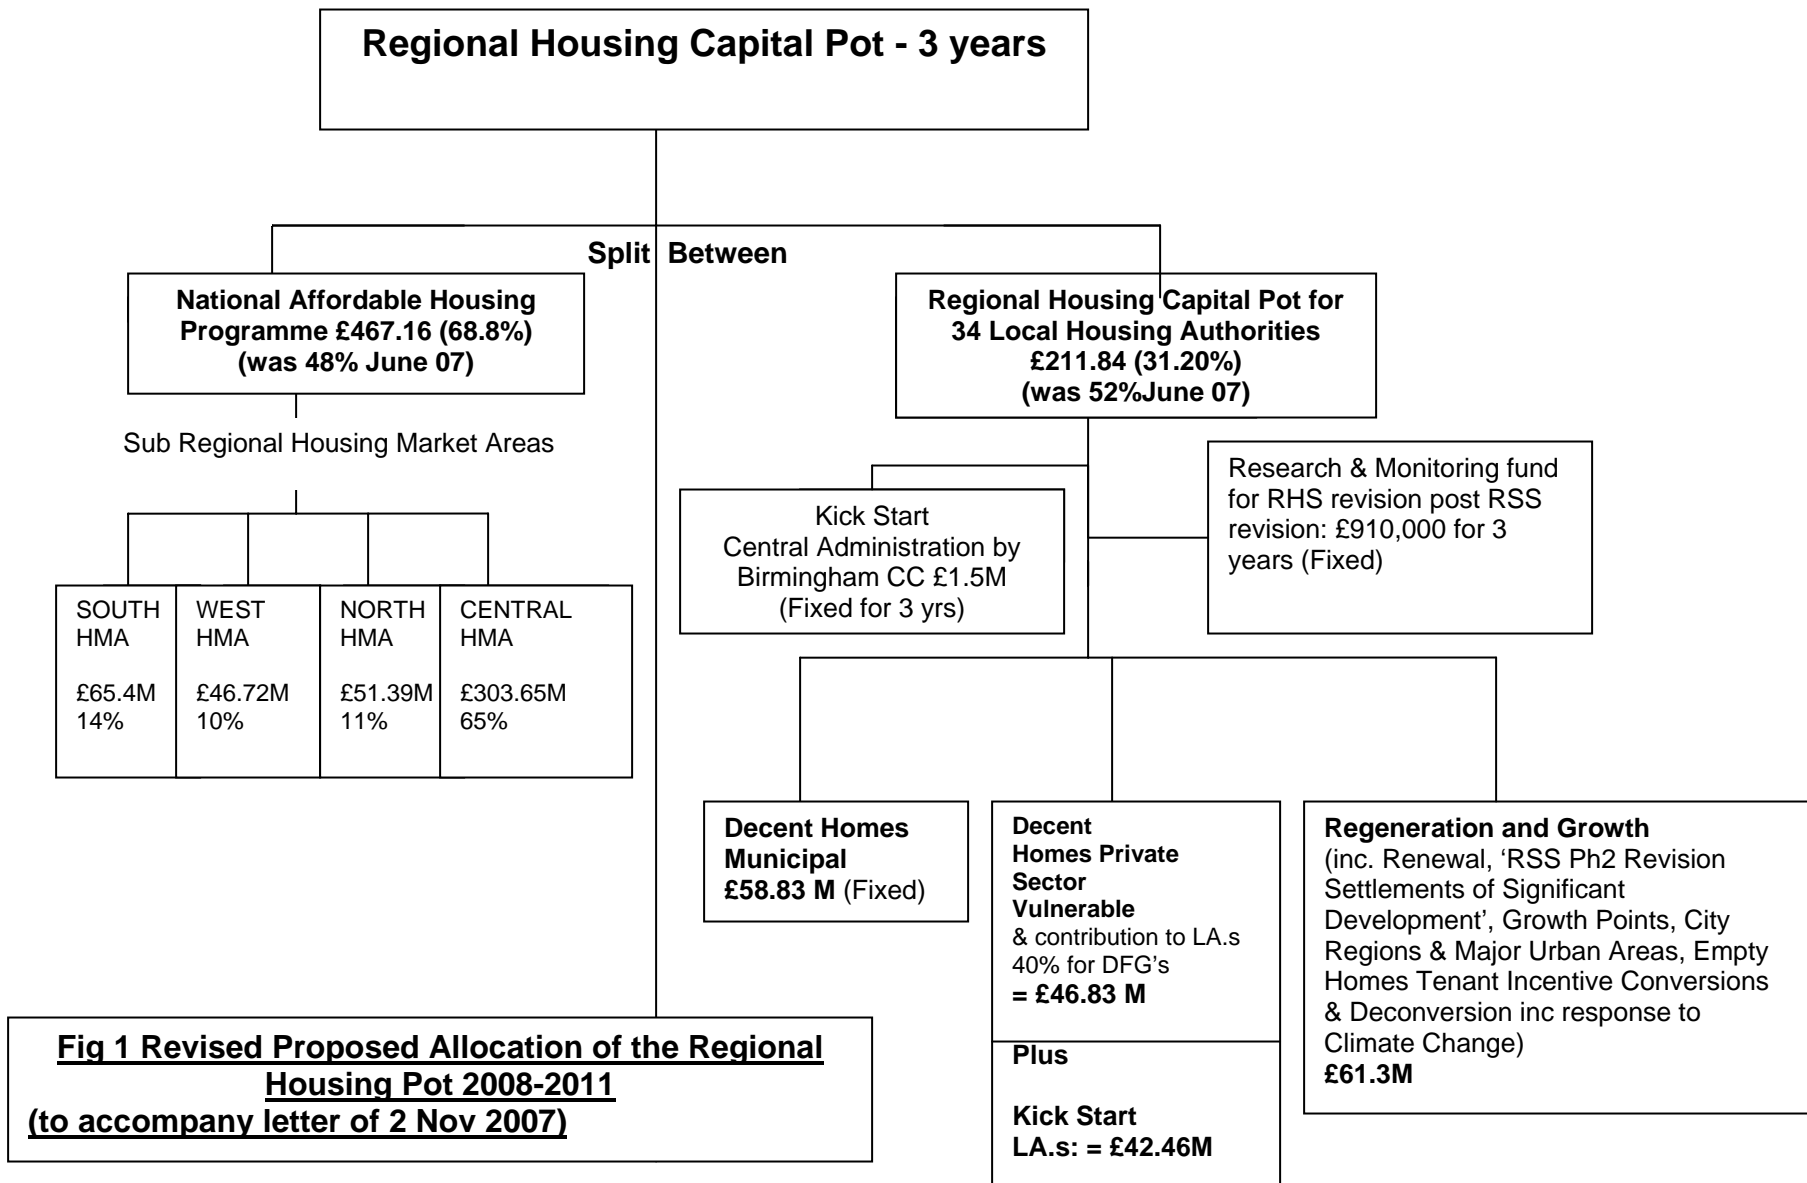 Regional Housing Capital Pot - 3 years
Split Between
National Affordable Housing
Programme £467.16 (68.8%)
(was 48% June 07)
Regional Housing Capital Pot for
34 Local Housing Authorities
£211.84 (31.20%)
(was 52%June 07)
Sub Regional Housing Market Areas
SOUTH
HMA
£65.4M
14%
WEST
HMA
£46.72M
10%
NORTH
HMA
£51.39M
11%
CENTRAL
HMA
£303.65M
65%
Kick Start
Central Administration by
Birmingham CC £1.5M
(Fixed for 3 yrs)
Research & Monitoring fund
for RHS revision post RSS
revision: £910,000 for 3
years (Fixed)
Decent Homes
Municipal
£58.83 M (Fixed)
Decent
Homes Private
Sector
Vulnerable
& contribution to LA.s
40% for DFG's
= £46.83 M
Plus
Kick Start
LA.s: = £42.46M
Regeneration and Growth
(inc. Renewal, ‘RSS Ph2 Revision
Settlements of Significant
Development’, Growth Points, City
Regions & Major Urban Areas, Empty
Homes Tenant Incentive Conversions
& Deconversion inc response to
Climate Change)
£61.3M
Fig 1 Revised Proposed Allocation of the Regional
Housing Pot 2008-2011
(to accompany letter of 2 Nov 2007)